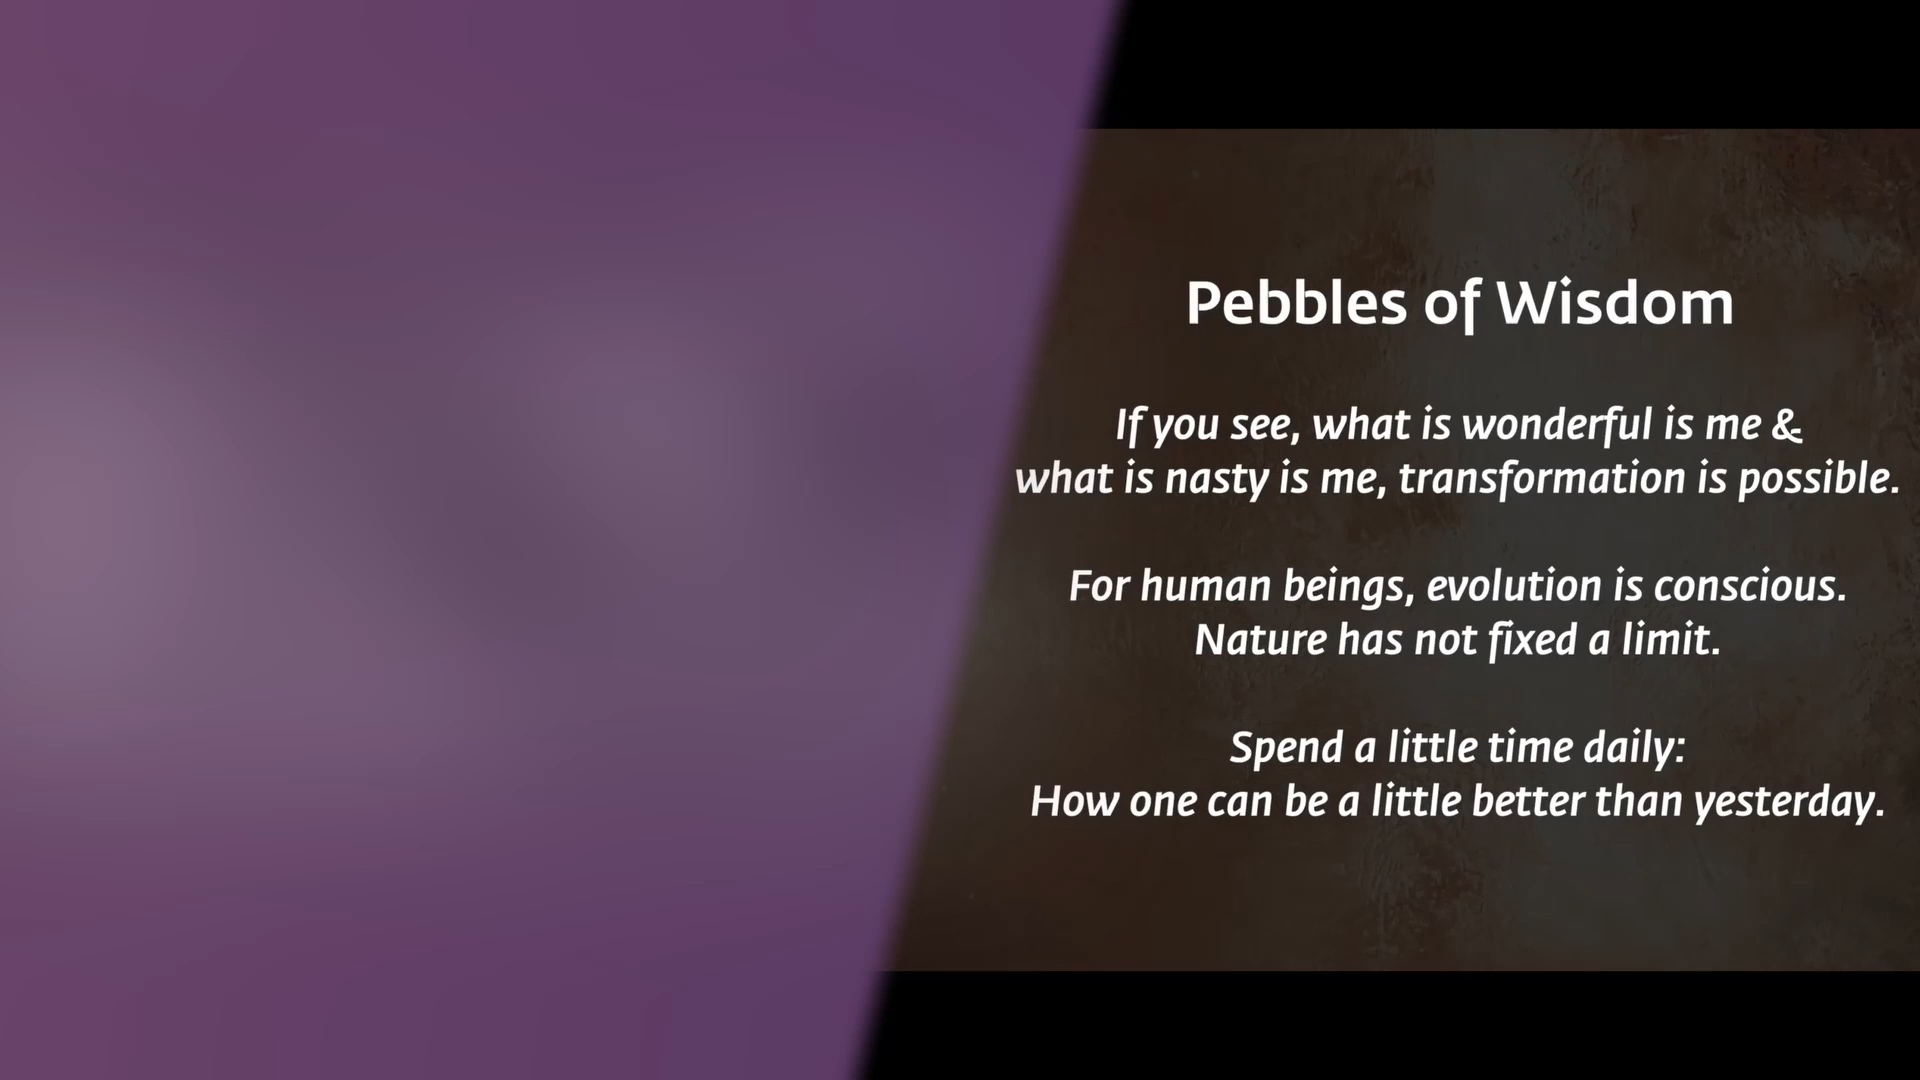 Pebbles of Wisdom
If you see, what is wonderful is me &
what is nasty is me, transformation is possible.
For human beings, evolution is conscious.
Nature has not fixed a limit.
Spend a little time daily:
How one can be a little better than yesterday.